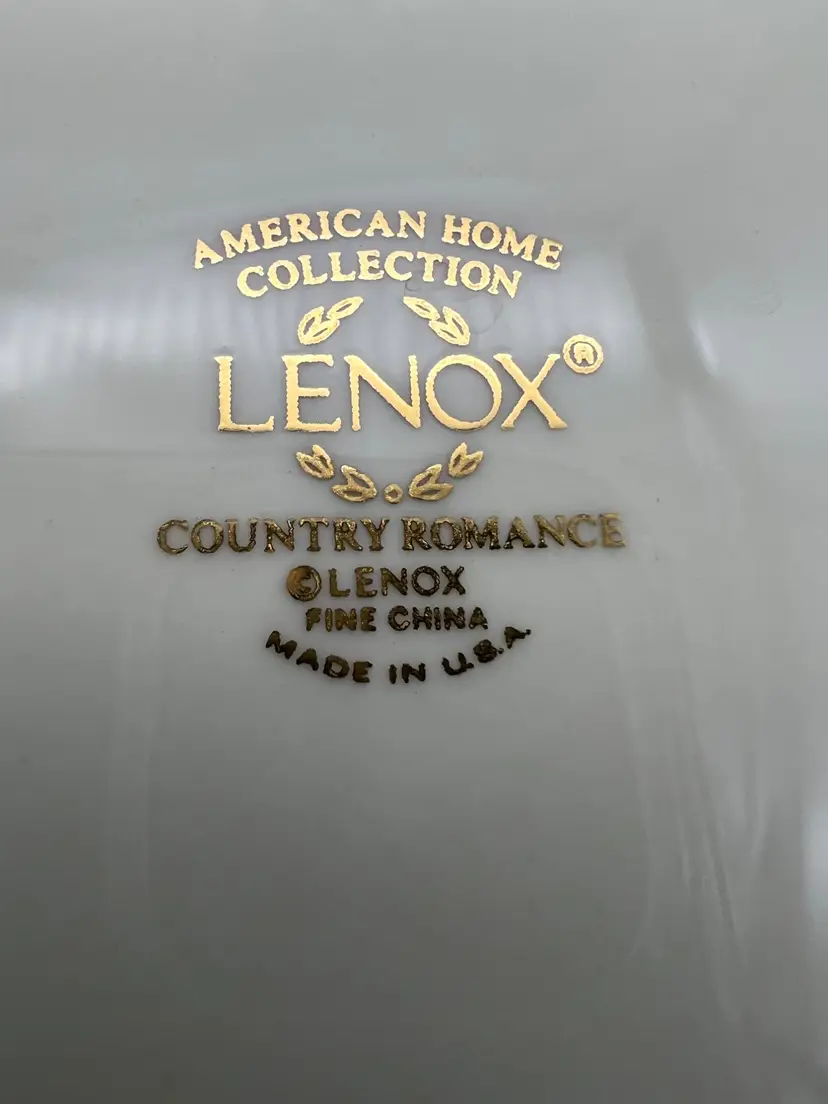 AMERICAN HOME
COLLECTION
LENOX®
COUNTRY ROMANCE
© LENOX
FINE CHINA
MADE IN U.S.A.